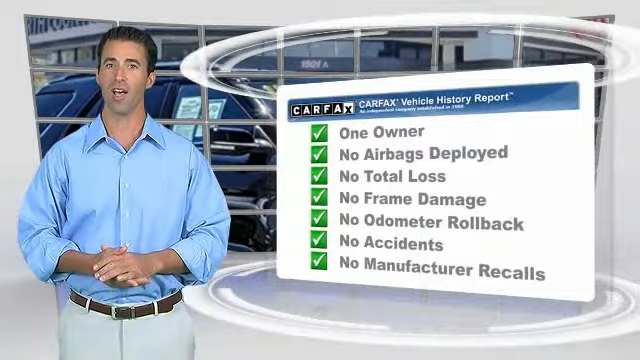 1501 A
CARFAX
CARFAX Vehicle History Report™
An independent company established in 1986
One Owner
No Airbags Deployed
No Total Loss
No Frame Damage
No Odometer Rollback
No Accidents
No Manufacturer Recalls